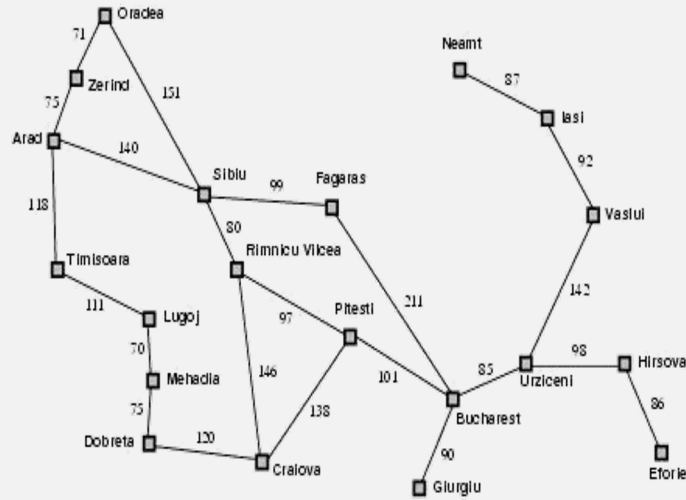 Oradea
71
Neamt
87
Zerind
75
151
Iasi
Arad
140
92
Sibiu
99
Fagaras
118
80
Vaslui
Timisoara
Rimnicu Vilcea
111
211
142
Lugoj
97
Pitesti
70
146
101
85
98
Hirsova
Mehadia
Urziceni
75
138
86
Bucharest
120
Dobreta
90
Craiova
Eforie
Giurgiu